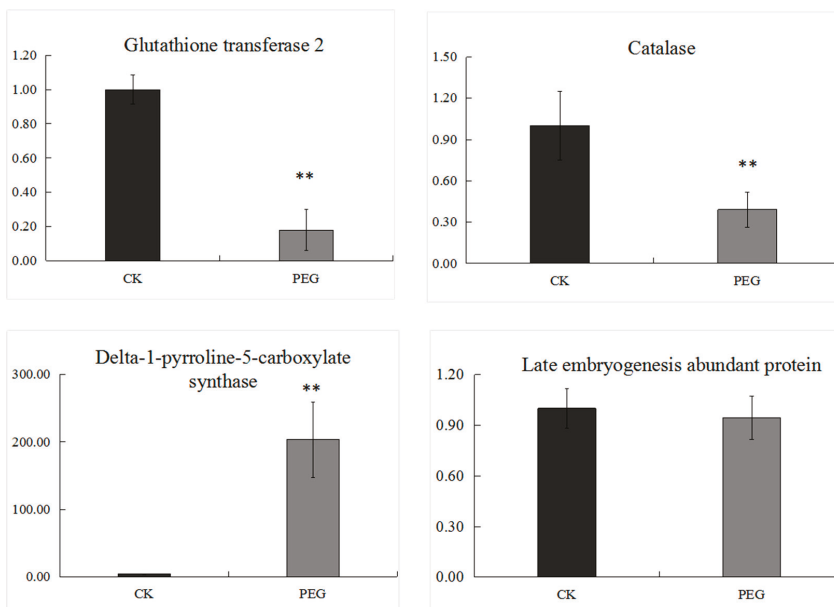 Glutathione transferase 2
1.20
1.00
0.80
0.60
0.40
0.20
0.00
**
CK
PEG
Catalase
1.50
1.20
0.90
0.60
0.30
0.00
**
CK
PEG
Delta-1-pyrroline-5-carboxylate
synthase
300.00
200.00
100.00
0.00
**
CK
PEG
Late embryogenesis abundant protein
1.20
0.90
0.60
0.30
0.00
CK
PEG